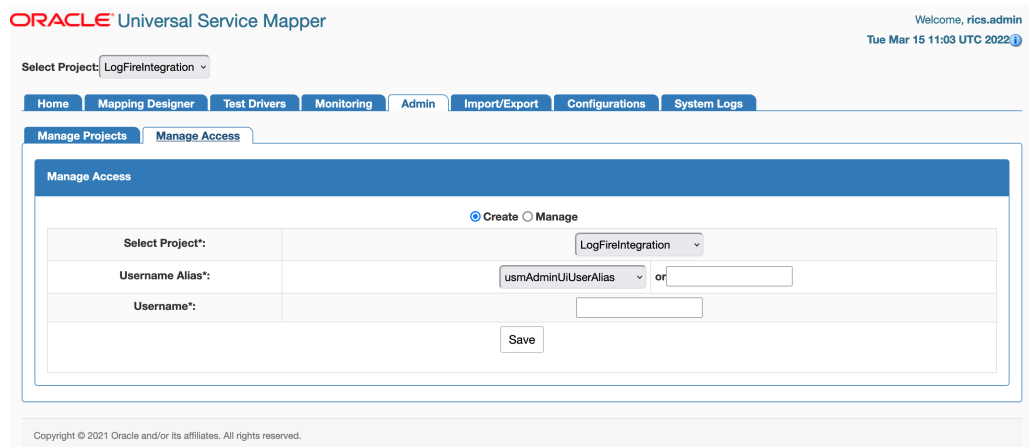 ORACLE Universal Service Mapper
Welcome, rics.admin
Tue Mar 15 11:03 UTC 2022
Select Project: LogFireIntegration
Home Mapping Designer Test Drivers Monitoring Admin Import/Export Configurations System Logs
Manage Projects Manage Access
Manage Access
Create Manage
Select Project*: LogFireIntegration
Username Alias*: usmAdminUiUserAlias or
Username*:
Save
Copyright © 2021 Oracle and/or its affiliates. All rights reserved.